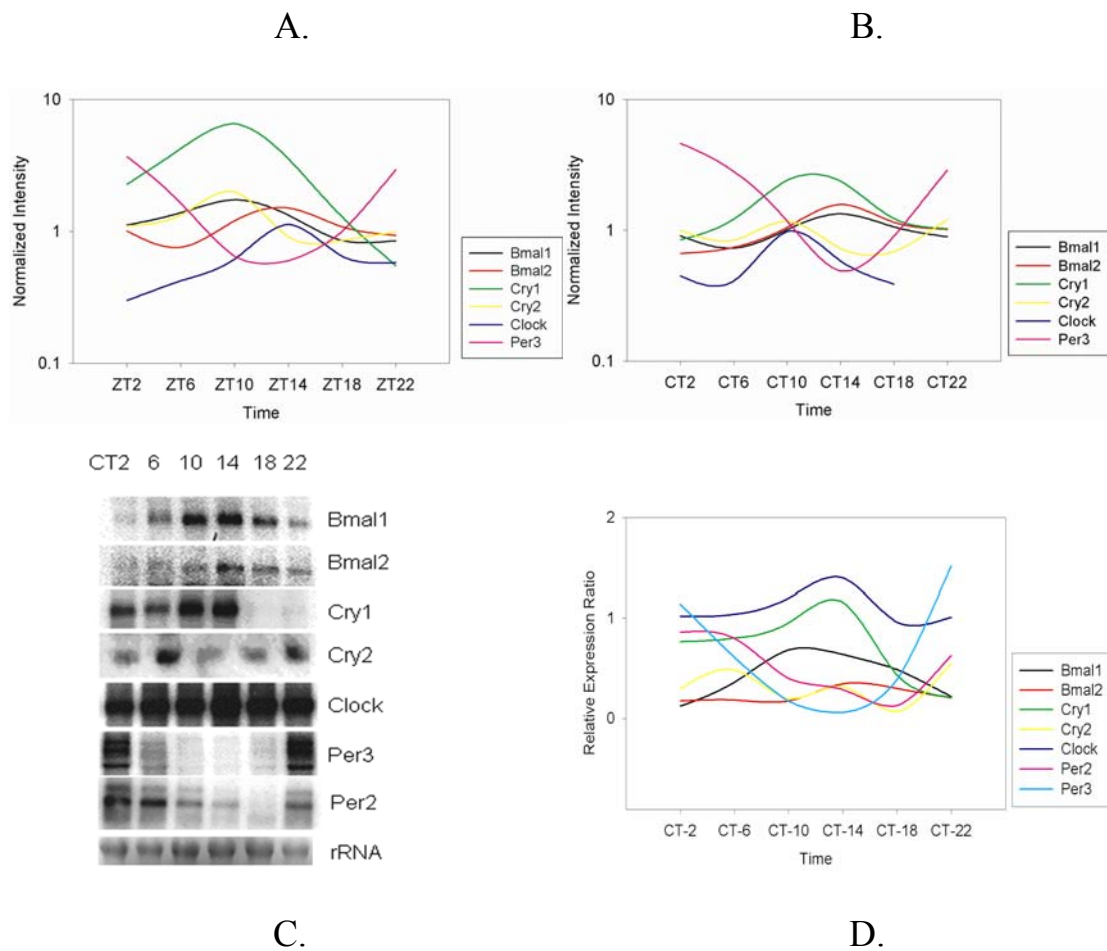 A.
B.
10
1
0.1
Normalized Intensity
ZT2 ZT6 ZT10 ZT14 ZT18 ZT22
Time
Bmal1
Bmal2
Cry1
Cry2
Clock
Per3
10
1
0.1
Normalized Intensity
CT2 CT6 CT10 CT14 CT18 CT22
Time
Bmal1
Bmal2
Cry1
Cry2
Clock
Per3
CT2 6 10 14 18 22
Bmal1
Bmal2
Cry1
Cry2
Clock
Per3
Per2
rRNA
2
1
0
Relative Expression Ratio
CT-2 CT-6 CT-10 CT-14 CT-18 CT-22
Time
Bmal1
Bmal2
Cry1
Cry2
Clock
Per2
Per3
C.
D.